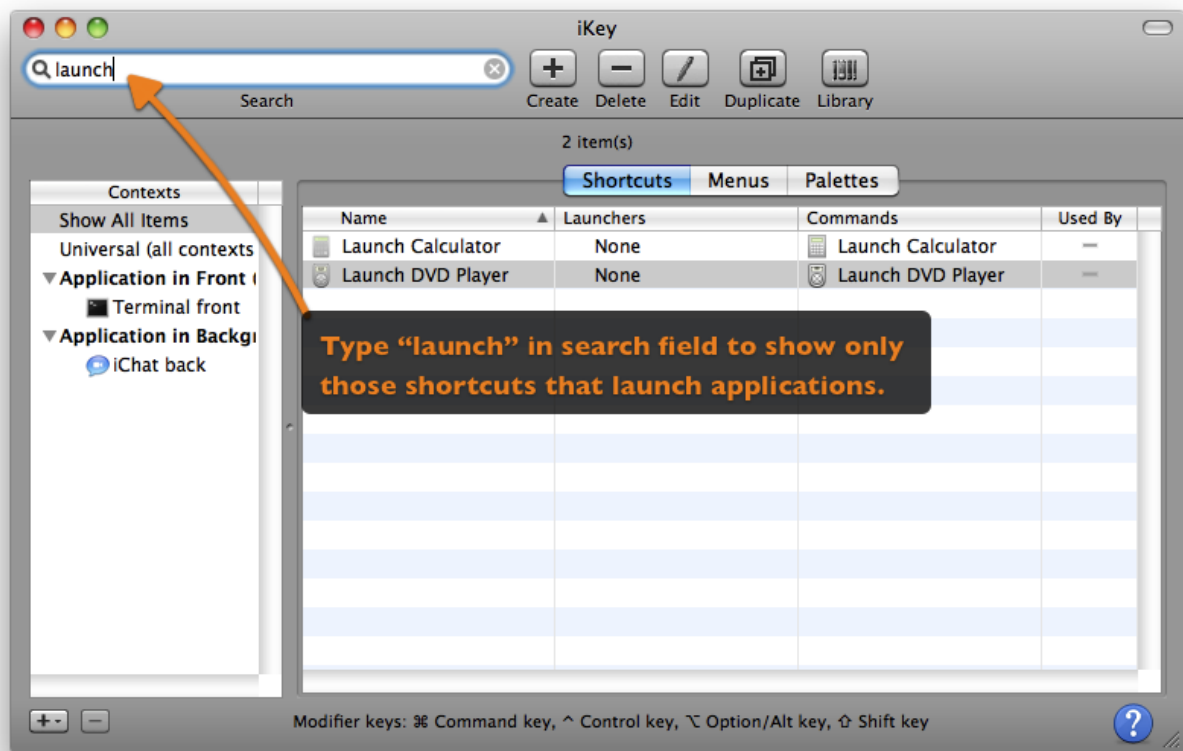 iKey
launch
Search
Create Delete Edit Duplicate Library
2 item(s)
Shortcuts Menus Palettes
Contexts
Show All Items
Universal (all contexts
Application in Front (
Terminal front
Application in Backgr
iChat back
Name Launchers Commands Used By
Launch Calculator None Launch Calculator —
Launch DVD Player None Launch DVD Player —
Type “launch” in search field to show only
those shortcuts that launch applications.
Modifier keys: ⌘ Command key, ^ Control key, ⌥ Option/Alt key, ⇧ Shift key
?